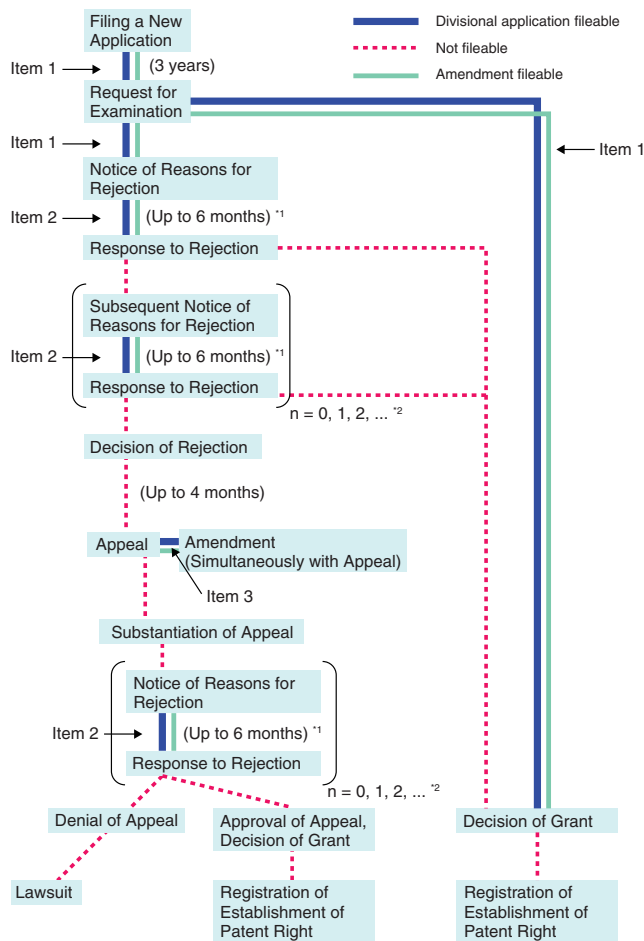 Filing a New
Application
Divisional application fileable
Not fileable
Amendment fileable
Item 1
(3 years)
Request for
Examination
Item 1
Item 1
Notice of Reasons for
Rejection
Item 2
(Up to 6 months) *1
Response to Rejection
Subsequent Notice of
Reasons for Rejection
Item 2
(Up to 6 months) *1
Response to Rejection
n = 0, 1, 2, ... *2
Decision of Rejection
(Up to 4 months)
Appeal
Amendment
(Simultaneously with Appeal)
Item 3
Substantiation of Appeal
Notice of Reasons for
Rejection
Item 2
(Up to 6 months) *1
Response to Rejection
n = 0, 1, 2, ... *2
Denial of Appeal
Approval of Appeal,
Decision of Grant
Decision of Grant
Lawsuit
Registration of
Establishment of
Patent Right
Registration of
Establishment of
Patent Right